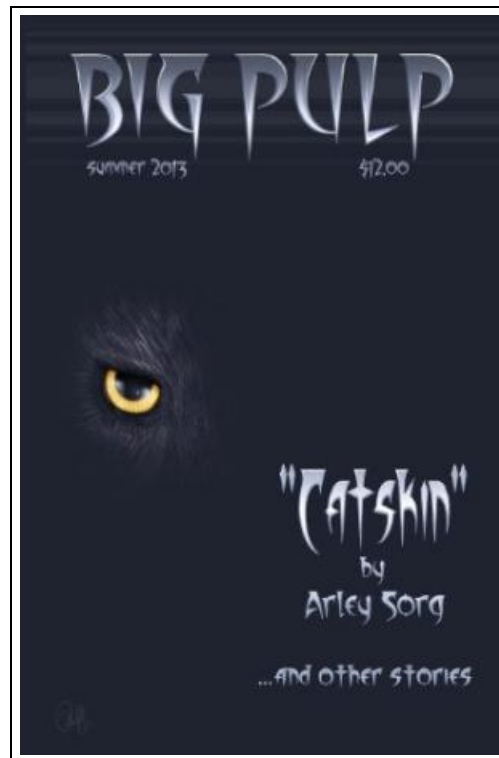 BIG PULP
summer 2013 $12.00
"Catskin"
by
Arley Sorg
...and other stories